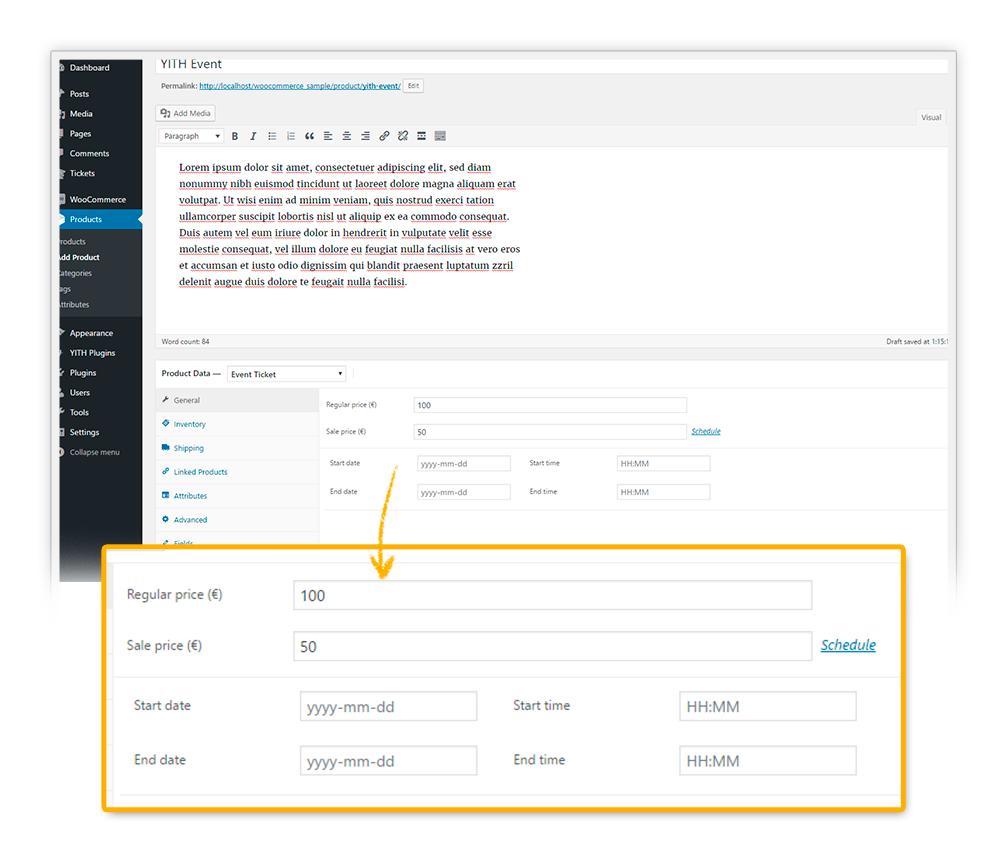 YITH Event
Permalink: http://localhost/woocommerce_sample/product/yith-event/ Edit
Dashboard
Posts
Media
Pages
Comments
Tickets
WooCommerce
Products
roducts
dd Product
ategories
ags
ttributes
Appearance
YITH Plugins
Plugins
Users
Tools
Settings
Collapse menu
Add Media
Visual
Paragraph
Lorem ipsum dolor sit amet, consectetuer adipiscing elit, sed diam
nonummy nibh euismod tincidunt ut laoreet dolore magna aliquam erat
volutpat. Ut wisi enim ad minim veniam, quis nostrud exerci tation
ullamcorper suscipit lobortis nisl ut aliquip ex ea commodo consequat.
Duis autem vel eum iriure dolor in hendrerit in vulputate velit esse
molestie consequat, vel illum dolore eu feugiat nulla facilisis at vero eros
et accumsan et iusto odio dignissim qui blandit praesent luptatum zzril
delenit augue duis dolore te feugait nulla facilisi.
Word count: 84
Draft saved at 1:15:1
Product Data — Event Ticket
General
Inventory
Shipping
Linked Products
Attributes
Advanced
Fields
Regular price (€) 100
Sale price (€) 50 Schedule
Start date yyyy-mm-dd Start time HH:MM
End date yyyy-mm-dd End time HH:MM
Regular price (€) 100
Sale price (€) 50 Schedule
Start date yyyy-mm-dd Start time HH:MM
End date yyyy-mm-dd End time HH:MM